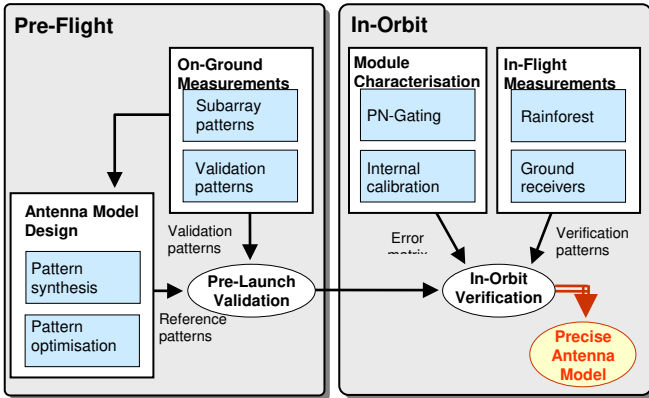 Pre-Flight
On-Ground
Measurements
Subarray
patterns
Validation
patterns
Antenna Model
Design
Pattern
synthesis
Pattern
optimisation
Validation
patterns
Reference
patterns
Pre-Launch
Validation
In-Orbit
Module
Characterisation
PN-Gating
Internal
calibration
In-Flight
Measurements
Rainforest
Ground
receivers
Error
matrix
Verification
patterns
In-Orbit
Verification
Precise
Antenna
Model